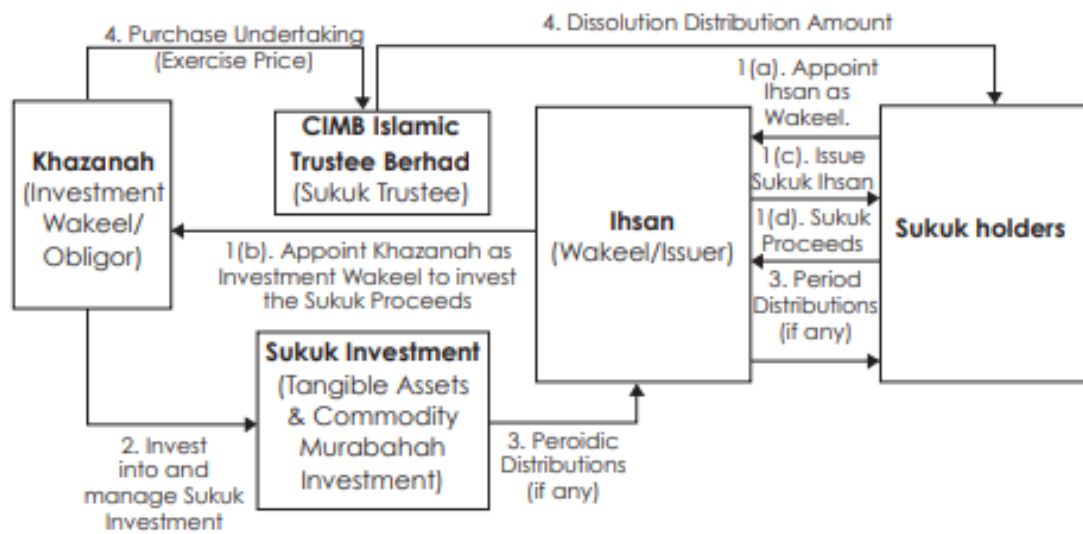 4. Purchase Undertaking
(Exercise Price)
4. Dissolution Distribution Amount
Khazanah
(Investment
Wakeel/
Obligor)
CIMB Islamic
Trustee Berhad
(Sukuk Trustee)
1(b). Appoint Khazanah as
Investment Wakeel to invest
the Sukuk Proceeds
Ihsan
(Wakeel/Issuer)
1(a). Appoint
Ihsan as
Wakeel.
1(c). Issue
Sukuk Ihsan
1(d). Sukuk
Proceeds
3. Period
Distributions
(if any)
Sukuk holders
2. Invest
into and
manage Sukuk
Investment
Sukuk Investment
(Tangible Assets
& Commodity
Murabahah
Investment)
3. Peroidic
Distributions
(if any)